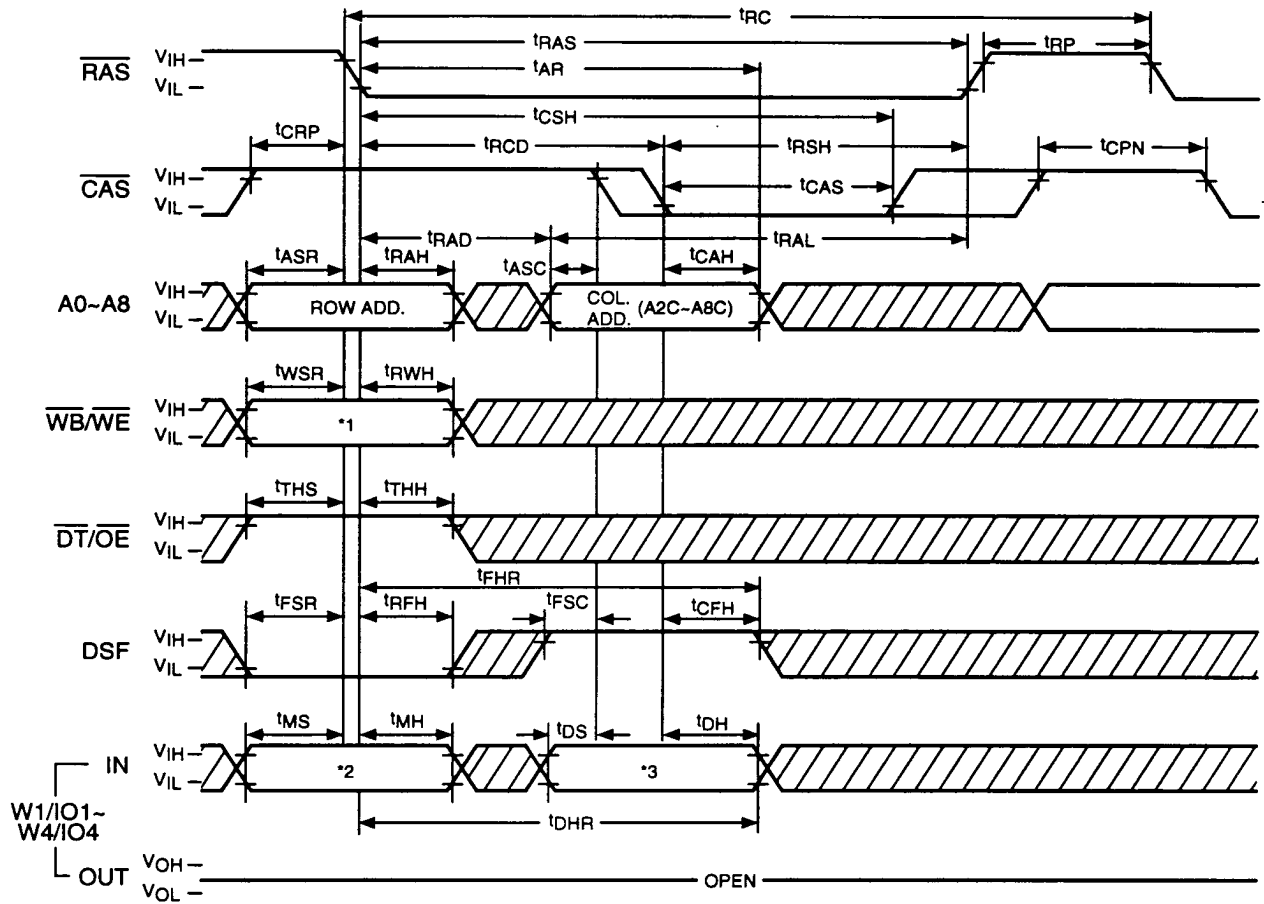 tRC
tRAS
tRP
RAS
VIH
VIL
tAR
tCSH
tCRP
tRCD
tRSH
tCPN
CAS
VIH
VIL
tCAS
tRAD
tRAL
tASR
tRAH
tASC
tCAH
A0~A8
VIH
VIL
ROW ADD.
COL. ADD. (A2C~A8C)
tWSR
tRWH
WB/WE
VIH
VIL
*1
tTHS
tTHH
DT/OE
VIH
VIL
tFHR
tFSR
tRFH
tFSC
tCFH
DSF
VIH
VIL
tMS
tMH
tDS
tDH
IN
VIH
VIL
*2
*3
W1/IO1~
W4/IO4
tDHR
OUT
VOH
VOL
OPEN